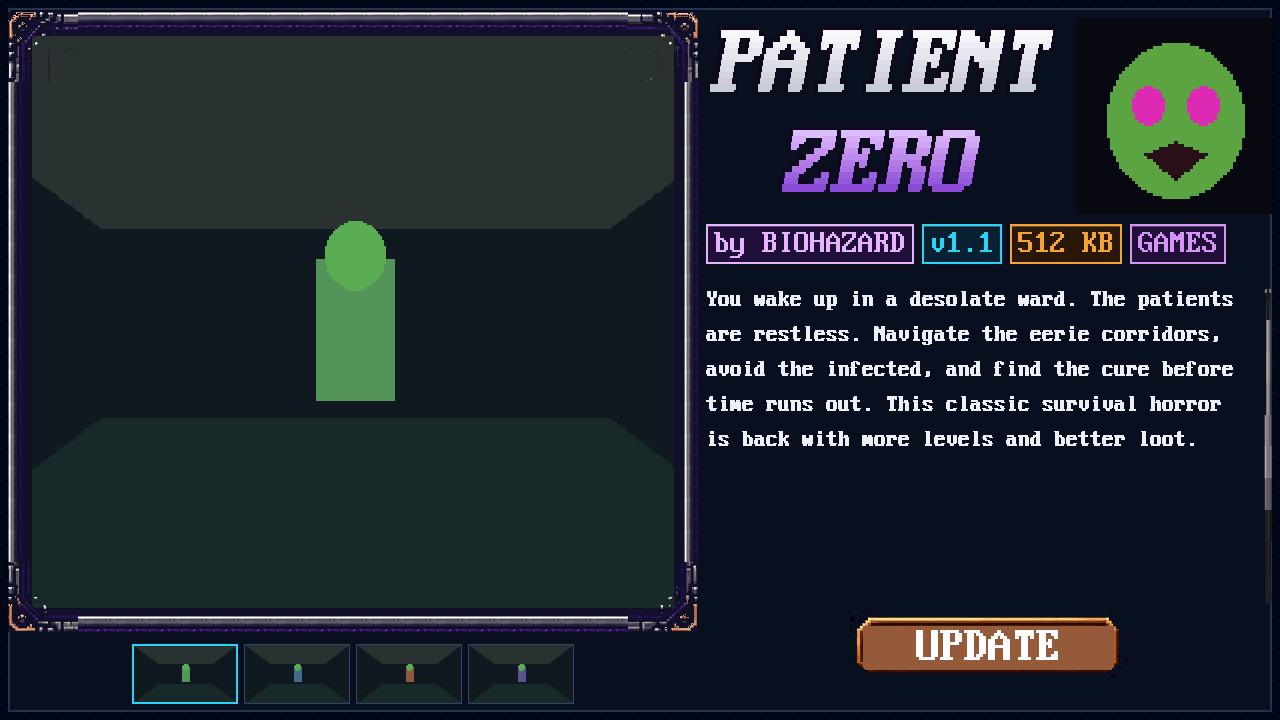 PATIENT
ZERO
by BIOHAZARD v1.1 512 KB GAMES
You wake up in a desolate ward. The patients
are restless. Navigate the eerie corridors,
avoid the infected, and find the cure before
time runs out. This classic survival horror
is back with more levels and better loot.
UPDATE